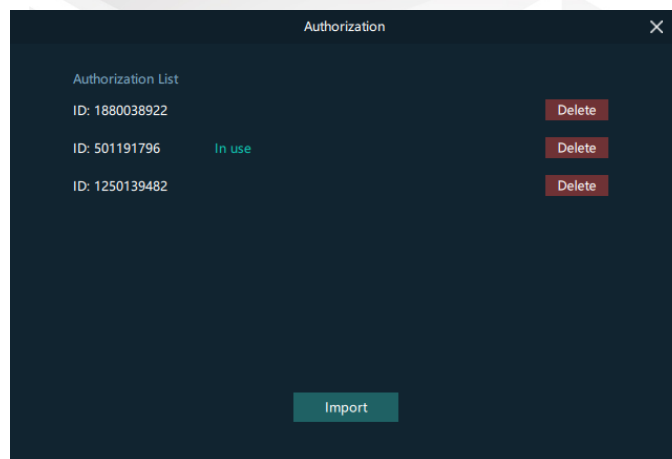 Authorization
Authorization List
ID: 1880038922 Delete
ID: 501191796 In use Delete
ID: 1250139482 Delete
Import